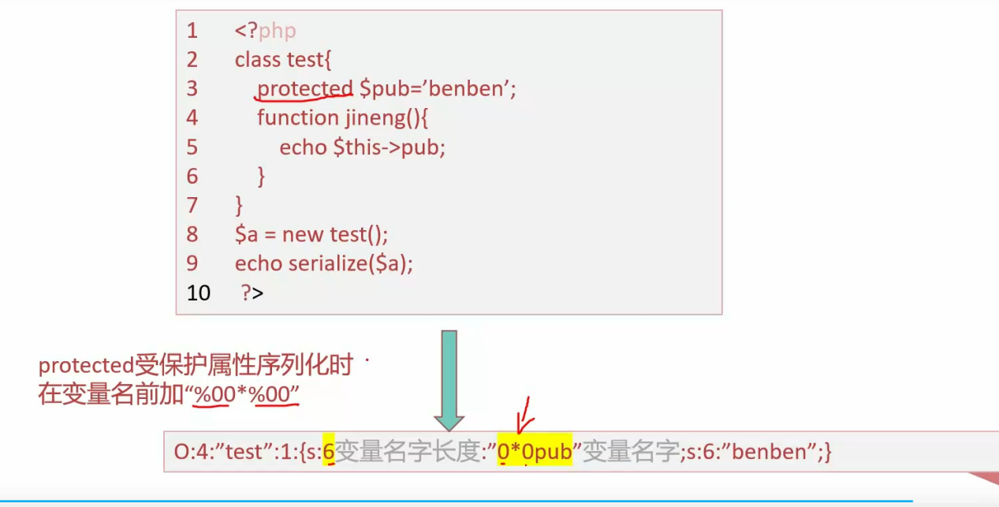 1 <?php
2 class test{
3 protected $pub=’benben’;
4 function jineng(){
5 echo $this->pub;
6 }
7 }
8 $a = new test();
9 echo serialize($a);
10 ?>
protected受保护属性序列化时
在变量名前加“%00*%00”
O:4:”test”:1:{s:6变量名字长度:”0*0pub”变量名字;s:6:”benben”;}